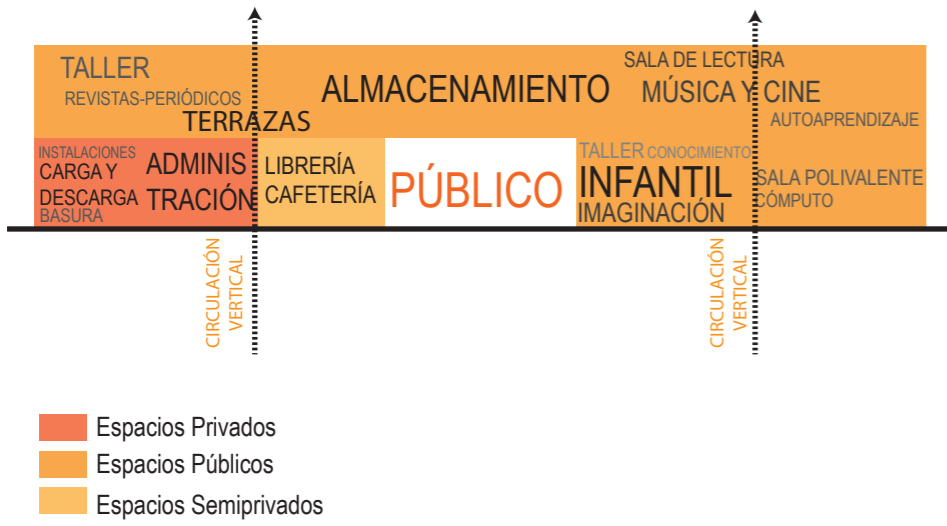 TALLER
REVISTAS-PERIÓDICOS
TERRAZAS
ALMACENAMIENTO
SALA DE LECTURA
MÚSICA Y CINE
AUTOAPRENDIZAJE
INSTALACIONES
CARGA Y
DESCARGA
BASURA
ADMINIS
TRACIÓN
LIBRERÍA
CAFETERÍA
PÚBLICO
TALLER CONOCIMIENTO
INFANTIL
IMAGINACIÓN
SALA POLIVALENTE
CÓMPUTO
CIRCULACIÓN
VERTICAL
CIRCULACIÓN
VERTICAL
Espacios Privados
Espacios Públicos
Espacios Semiprivados